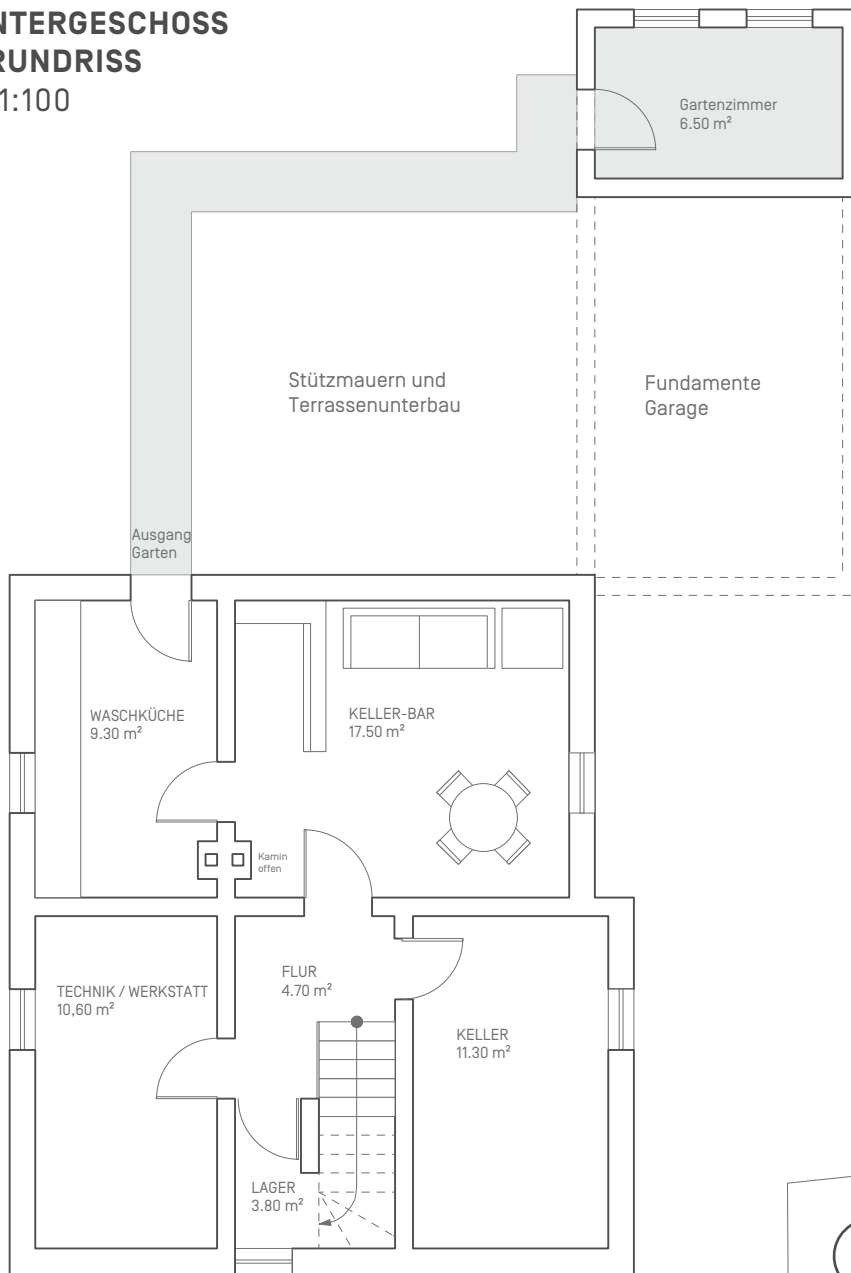 NTERGESCHOSS
RUNDRISS
1:100
Gartenzimmer
6.50 m²
Stützmauern und
Terrassenunterbau
Fundamente
Garage
Ausgang
Garten
WASCHKÜCHE
9.30 m²
KELLER-BAR
17.50 m²
Kamin
offen
FLUR
4.70 m²
TECHNIK / WERKSTATT
10,60 m²
KELLER
11.30 m²
LAGER
3.80 m²